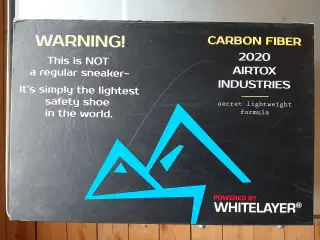 WARNING!
This is NOT
a regular sneaker-
It's simply the lightest
safety shoe
in the world.
CARBON FIBER
2020
AIRTOX
INDUSTRIES
secret lightweight
formula
POWERED BY
WHITELAYER®